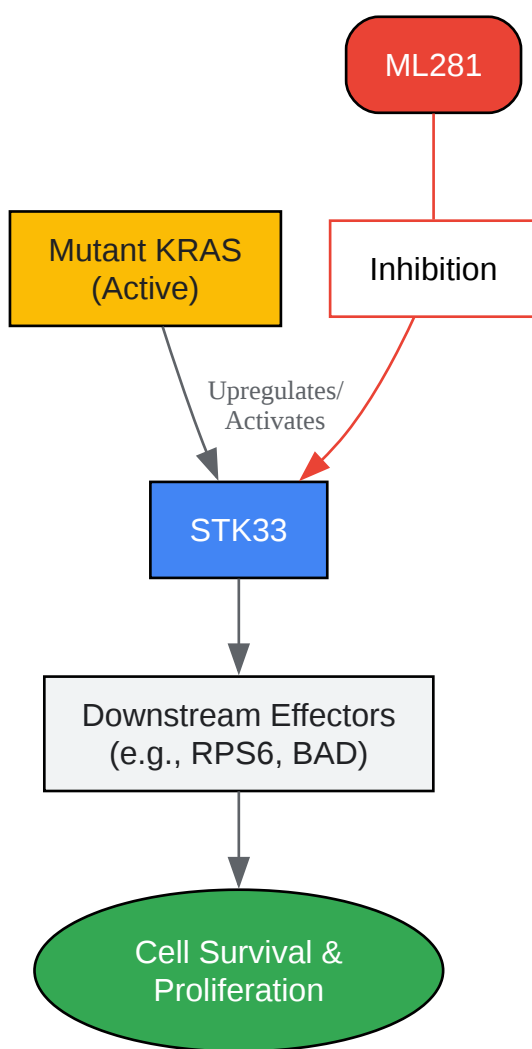 ML281
Mutant KRAS
(Active)
Inhibition
Upregulates/
Activates
STK33
Downstream Effectors
(e.g., RPS6, BAD)
Cell Survival &
Proliferation